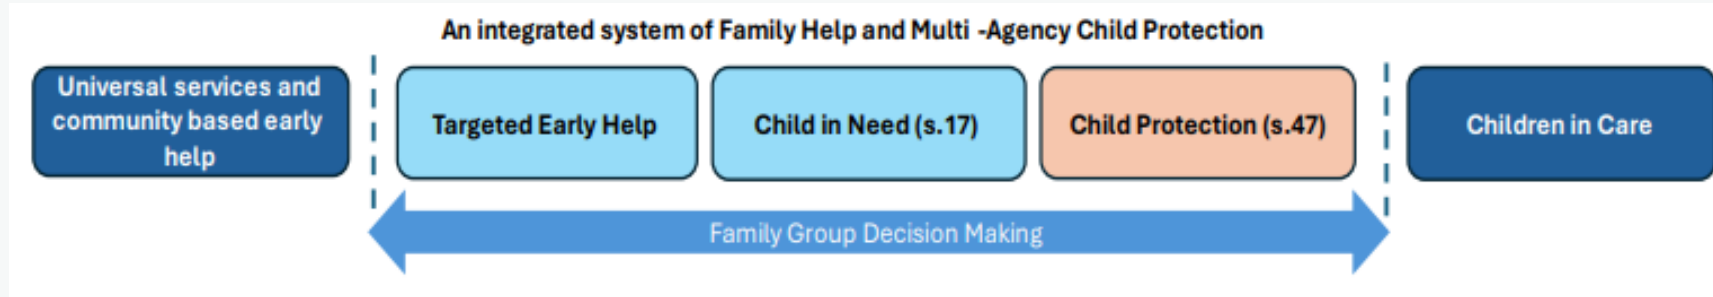 An integrated system of Family Help and Multi -Agency Child Protection
Universal services and
community based early
help
Targeted Early Help
Child in Need (s.17)
Child Protection (s.47)
Children in Care
Family Group Decision Making